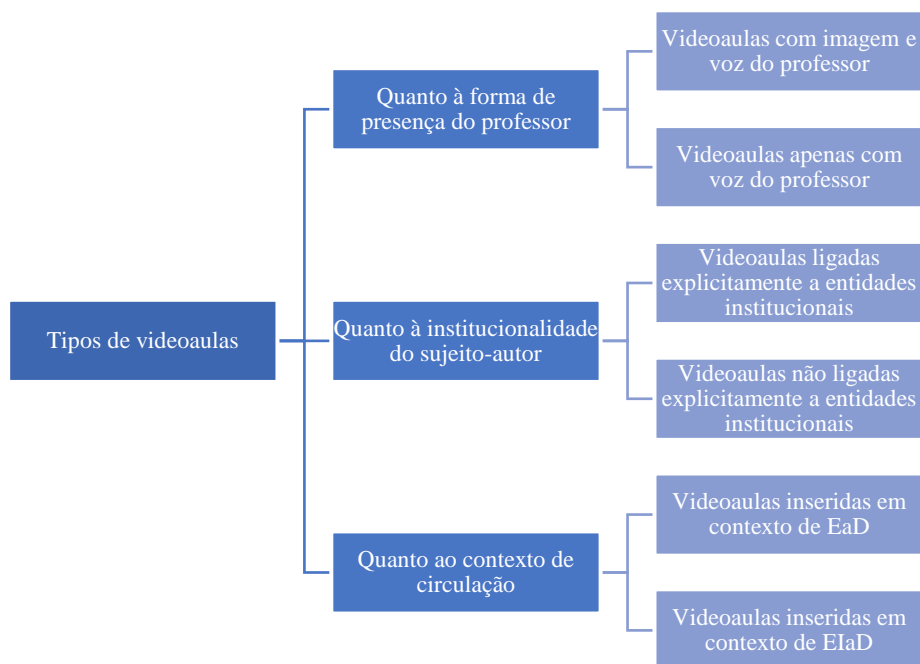 Tipos de videoaulas
Quanto à forma de
presença do professor
Videoaulas com imagem e
voz do professor
Videoaulas apenas com
voz do professor
Quanto à institucionalidade
do sujeito-autor
Videoaulas ligadas
explicitamente a entidades
institucionais
Videoaulas não ligadas
explicitamente a entidades
institucionais
Quanto ao contexto de
circulação
Videoaulas inseridas em
contexto de EaD
Videoaulas inseridas em
contexto de EIaD